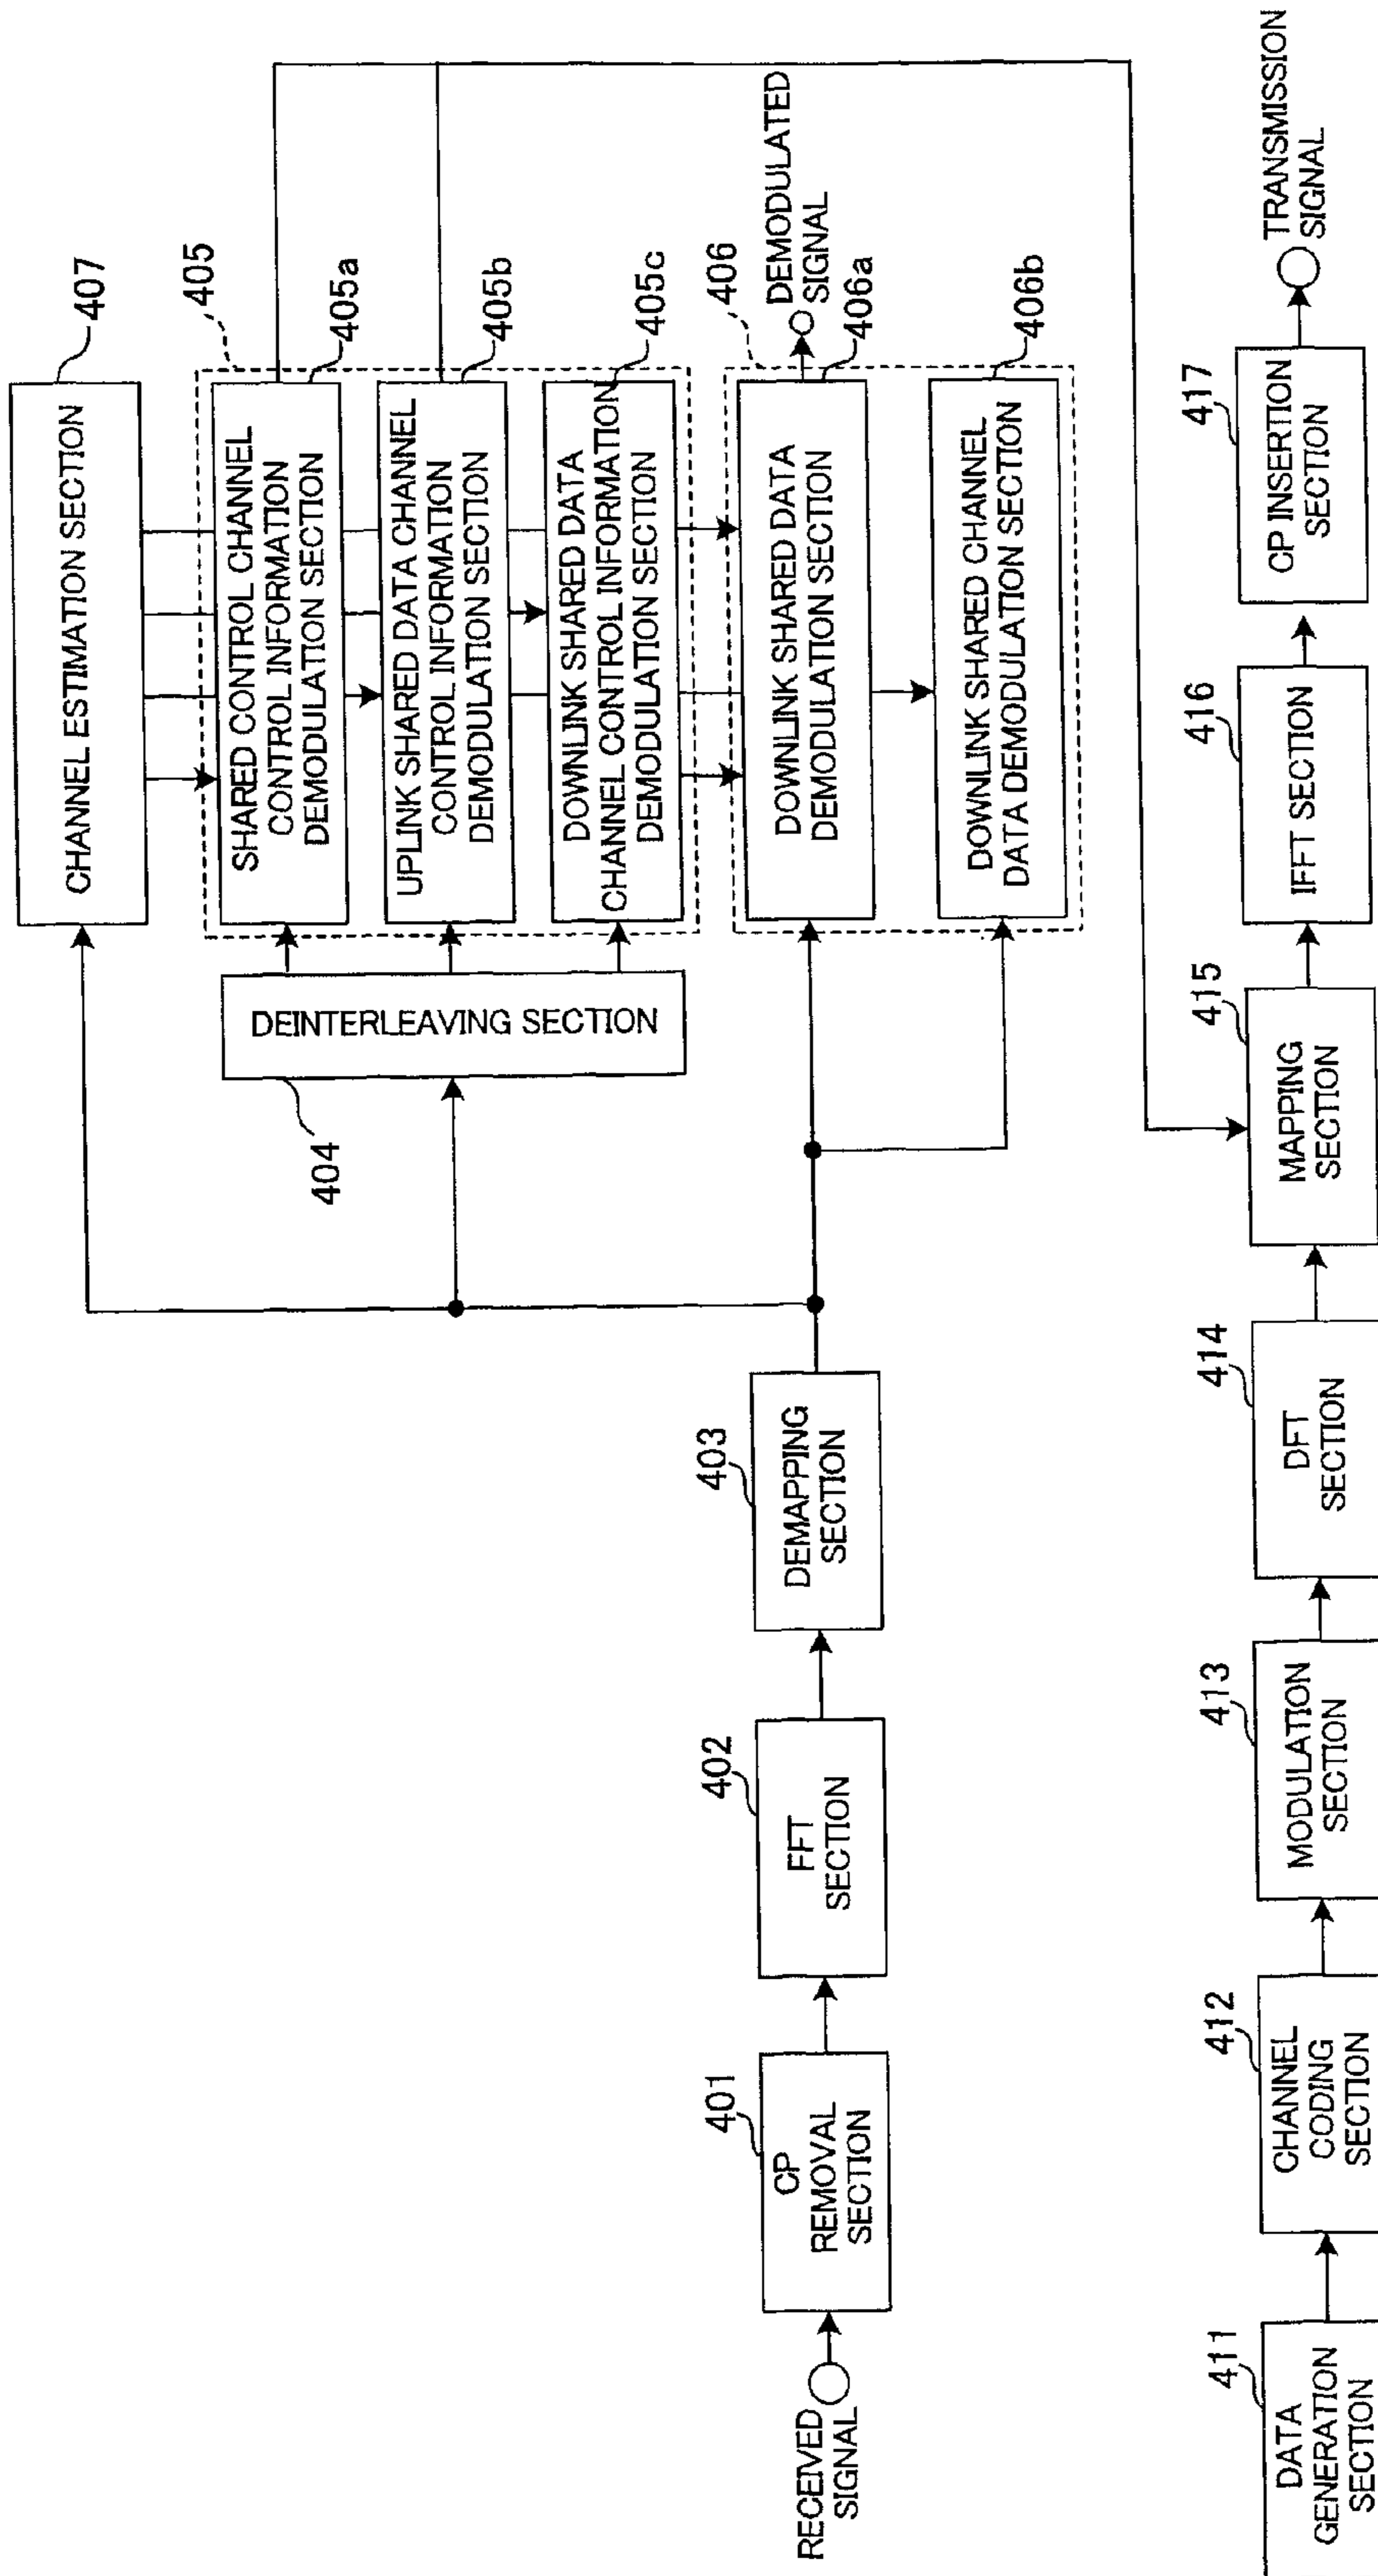 407
CHANNEL ESTIMATION SECTION
405
SHARED CONTROL CHANNEL
CONTROL INFORMATION
DEMODULATION SECTION
405a
UPLINK SHARED DATA CHANNEL
CONTROL INFORMATION
DEMODULATION SECTION
405b
DOWNLINK SHARED DATA
CHANNEL CONTROL INFORMATION
DEMODULATION SECTION
405c
DEINTERLEAVING SECTION
404
406
DEMODULATED
SIGNAL
DOWNLINK SHARED DATA
DEMODULATION SECTION
406a
DOWNLINK SHARED CHANNEL
DATA DEMODULATION SECTION
406b
RECEIVED
SIGNAL
401
CP
REMOVAL
SECTION
402
FFT
SECTION
403
DEMAPPING
SECTION
411
DATA
GENERATION
SECTION
412
CHANNEL
CODING
SECTION
413
MODULATION
SECTION
414
DFT
SECTION
415
MAPPING
SECTION
416
IFFT SECTION
417
CP INSERTION
SECTION
TRANSMISSION
SIGNAL